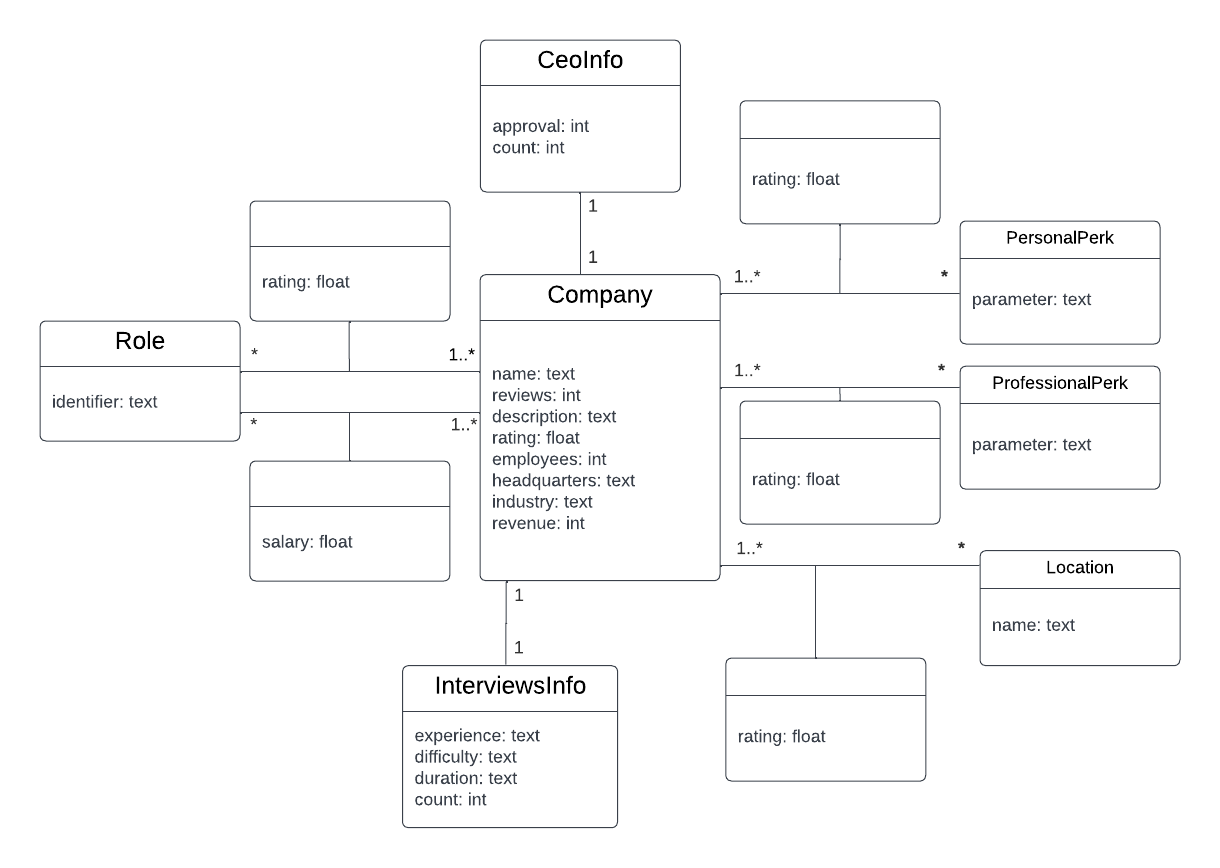 CeoInfo
approval: int
count: int
1
1
rating: float
PersonalPerk
parameter: text
1..*
*
rating: float
Role
identifier: text
*
1..*
*
1..*
salary: float
Company
name: text
reviews: int
description: text
rating: float
employees: int
headquarters: text
industry: text
revenue: int
1..*
*
ProfessionalPerk
parameter: text
rating: float
1..*
*
Location
name: text
rating: float
1
1
InterviewsInfo
experience: text
difficulty: text
duration: text
count: int